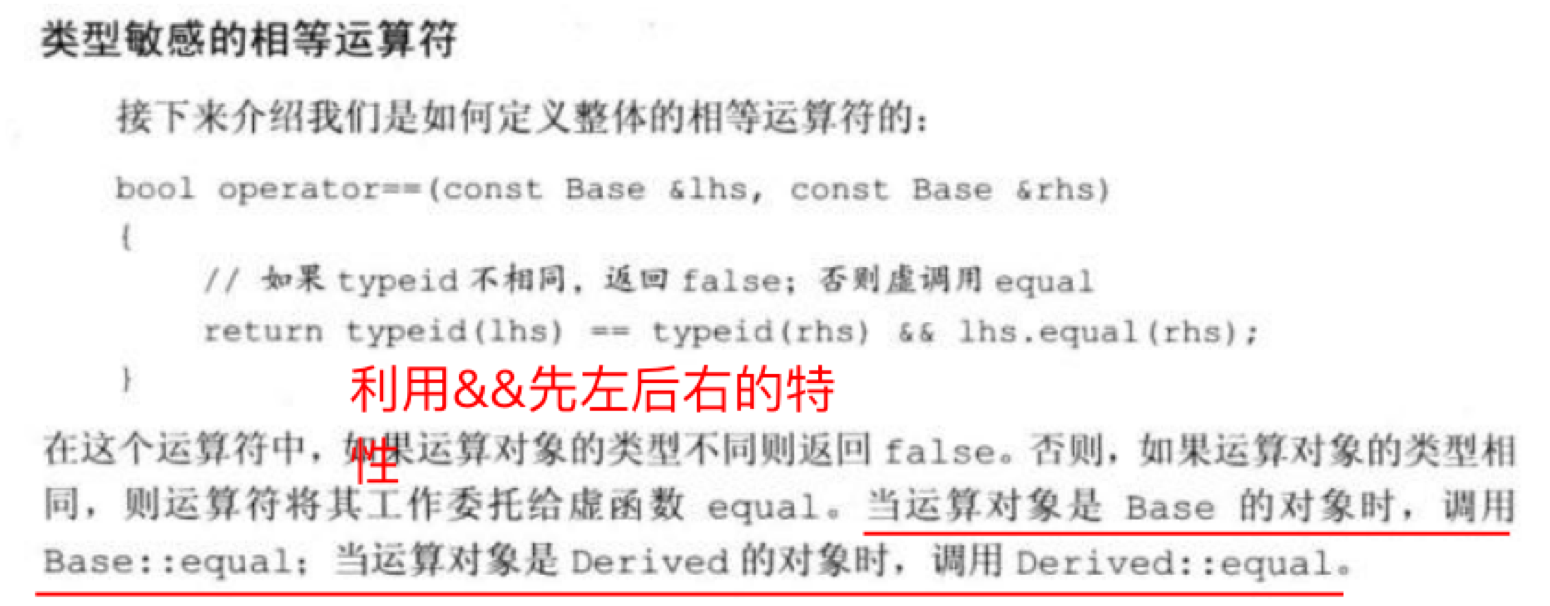 类型敏感的相等运算符
接下来介绍我们是如何定义整体的相等运算符的：
bool operator==(const Base &lhs, const Base &rhs)
{
// 如果 typeid 不相同，返回 false；否则虚调用 equal
return typeid(lhs) == typeid(rhs) && lhs.equal(rhs);
}
利用&&先左后右的特
性
在这个运算符中，如果运算对象的类型不同则返回 false。否则，如果运算对象的类型相
同，则运算符将其工作委托给虚函数 equal。当运算对象是 Base 的对象时，调用
Base::equal；当运算对象是 Derived 的对象时，调用 Derived::equal。